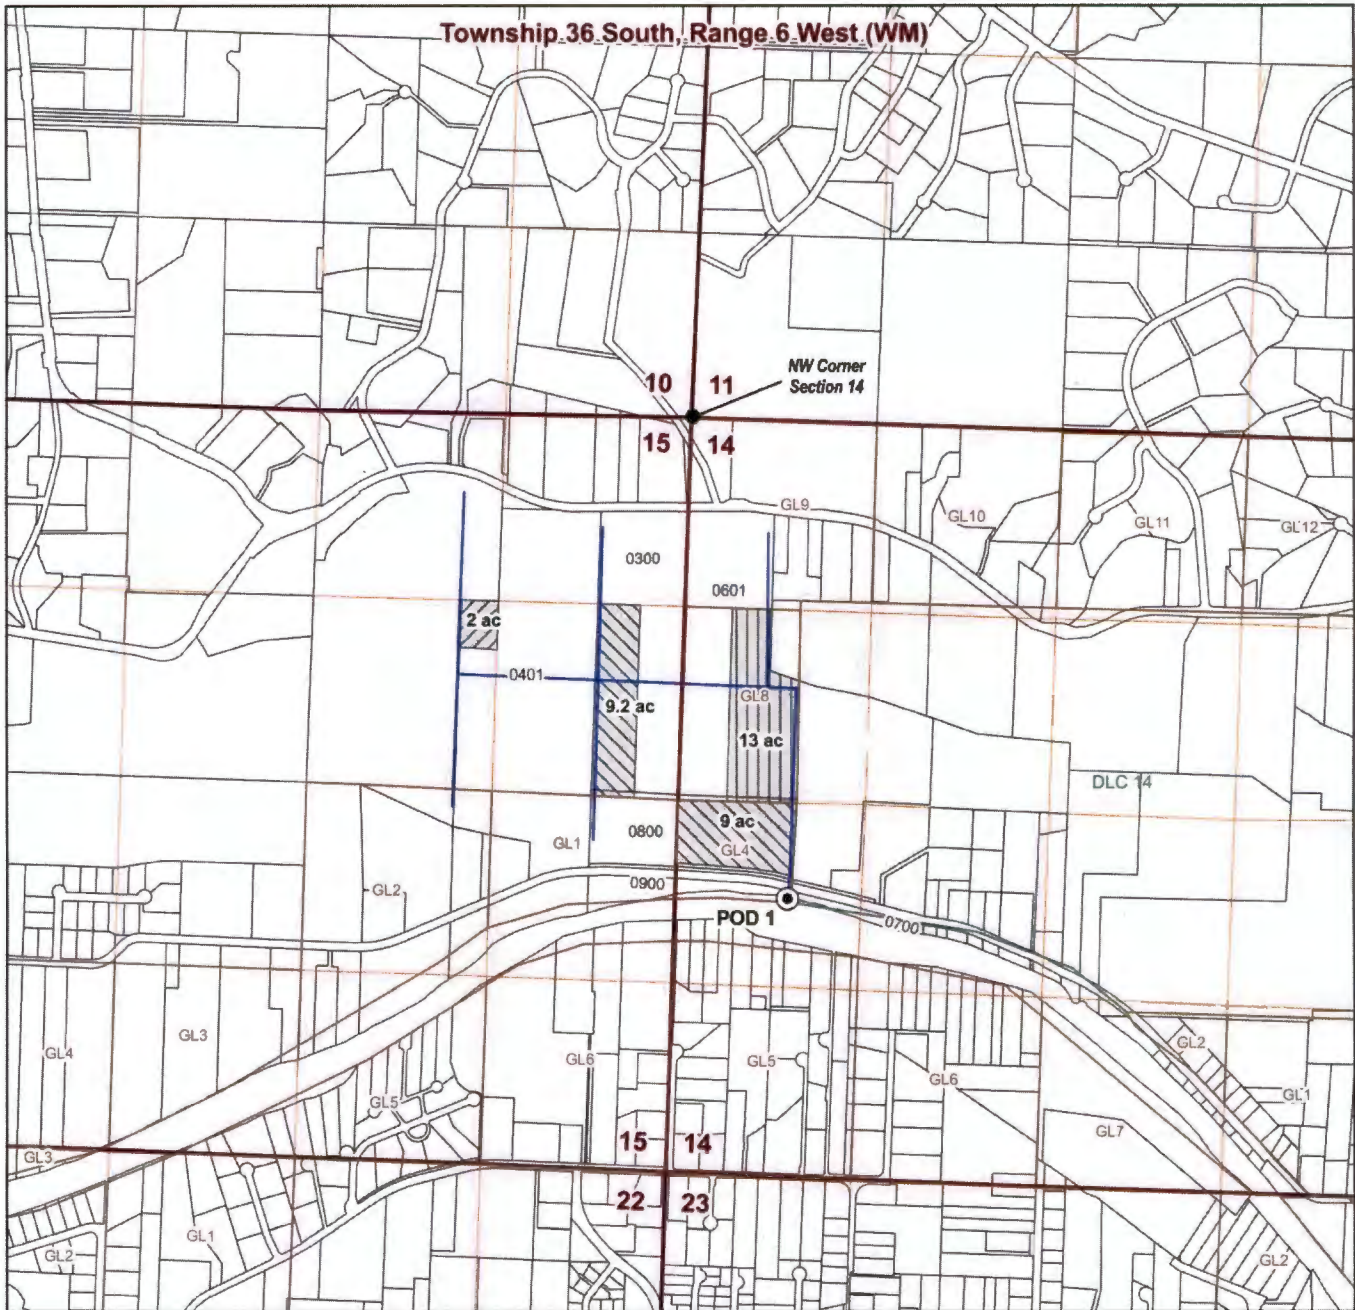 Township 36 South, Range 6 West (WM)
NW Corner
Section 14
10 11
15 14
GL9
GL10
GL11
GL12
0300
0601
2 ac
0401
GL8
9.2 ac
13 ac
DLC 14
9 ac
0800
GL1
GL4
0900
GL2
POD 1
07001
GL4
GL3
GL6
GL5
GL6
GL2
GL1
GL5
GL7
15 14
GL3
22 23
GL1
GL2
GL2